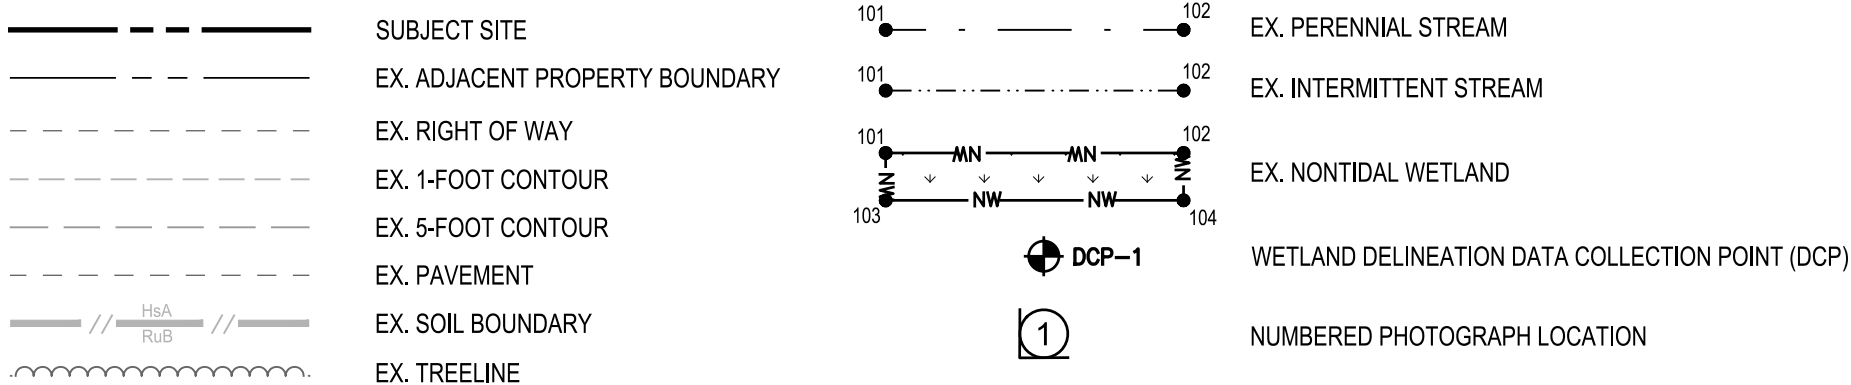 SUBJECT SITE
EX. ADJACENT PROPERTY BOUNDARY
EX. RIGHT OF WAY
EX. 1-FOOT CONTOUR
EX. 5-FOOT CONTOUR
EX. PAVEMENT
HsA
RuB
EX. SOIL BOUNDARY
EX. TREELINE
101 102
EX. PERENNIAL STREAM
101 102
EX. INTERMITTENT STREAM
101 102
NW NW
NW NW
NW NW
103 104
EX. NONTIDAL WETLAND
DCP-1
WETLAND DELINEATION DATA COLLECTION POINT (DCP)
1
NUMBERED PHOTOGRAPH LOCATION